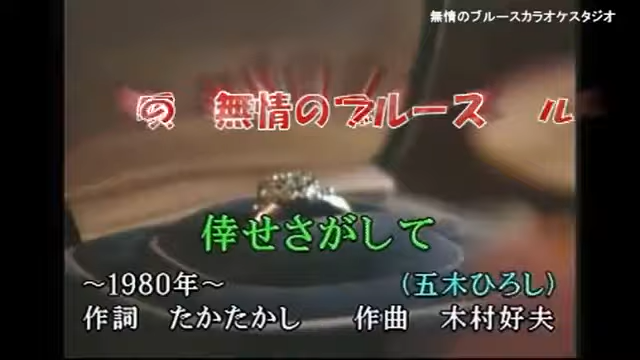 無情のブルースカラオケスタジオ
の 無情のブルース ル
倖せさがして
～1980年～ (五木ひろし)
作詞 たかたかし 作曲 木村好夫